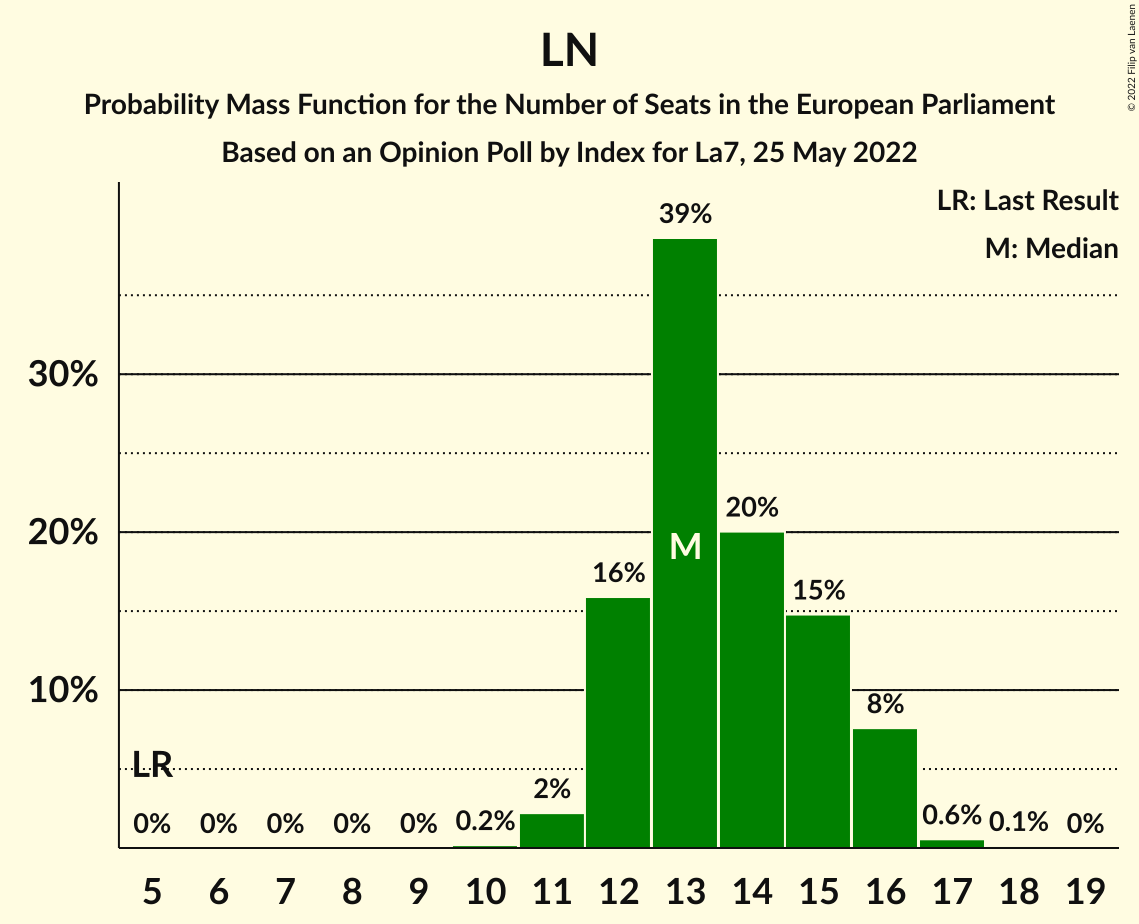 LN
Probability Mass Function for the Number of Seats in the European Parliament
Based on an Opinion Poll by Index for La7, 25 May 2022
© 2022 Filip van Laenen
LR: Last Result
M: Median
39%
30%
20%
20%
M
16%
15%
10%
8%
LR
2%
0% 0% 0% 0% 0% 0.2% 0.6% 0.1% 0%
5 6 7 8 9 10 11 12 13 14 15 16 17 18 19